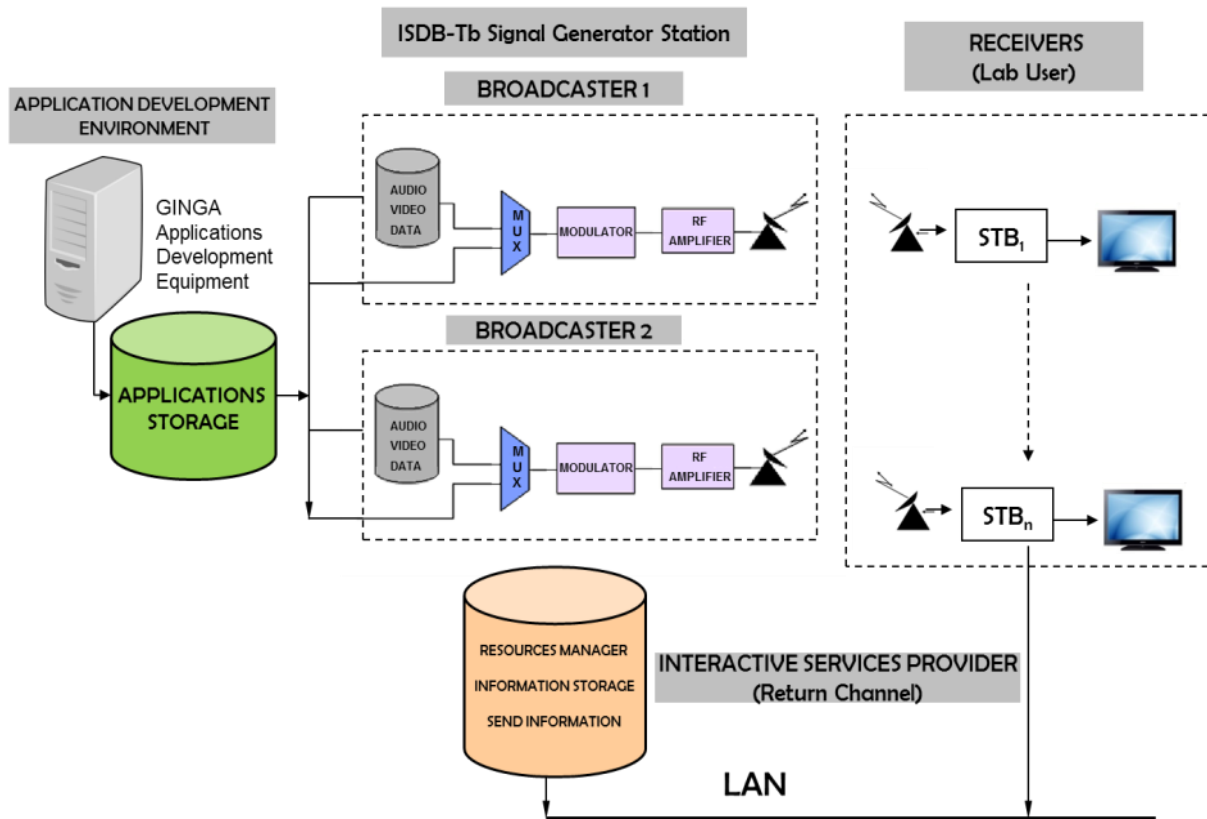 ISDB-Tb Signal Generator Station
RECEIVERS
(Lab User)
APPLICATION DEVELOPMENT
ENVIRONMENT
BROADCASTER 1
GINGA
Applications
Development
Equipment
AUDIO
VIDEO
DATA
MUX
MODULATOR
RF
AMPLIFIER
STB1
BROADCASTER 2
APPLICATIONS
STORAGE
AUDIO
VIDEO
DATA
MUX
MODULATOR
RF
AMPLIFIER
STBn
RESOURCES MANAGER
INFORMATION STORAGE
SEND INFORMATION
INTERACTIVE SERVICES PROVIDER
(Return Channel)
LAN